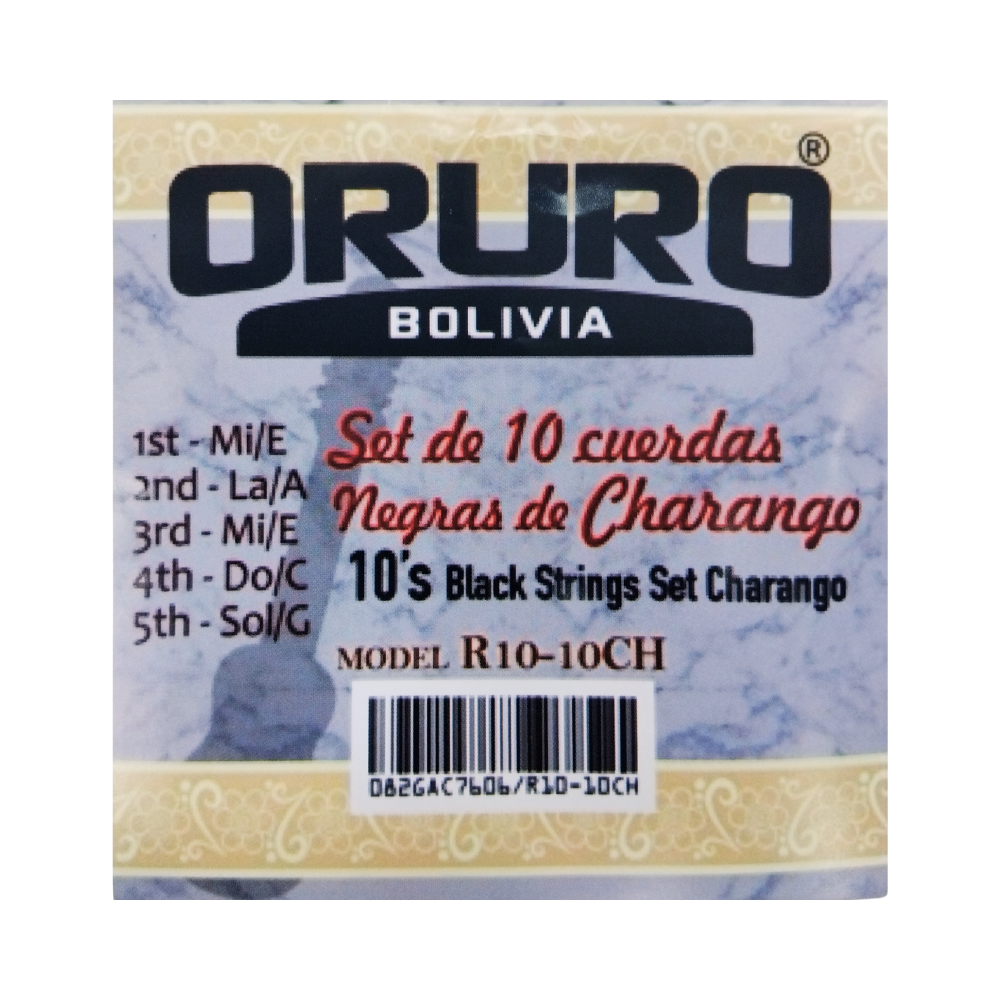 ORURO®
BOLIVIA
1st - Mi/E
2nd - La/A
3rd - Mi/E
4th - Do/C
5th - Sol/G
Set de 10 cuerdas
Negras de Charango
10's Black Strings Set Charango
MODEL R10-10CH
D82GAC7606/R10-10CH